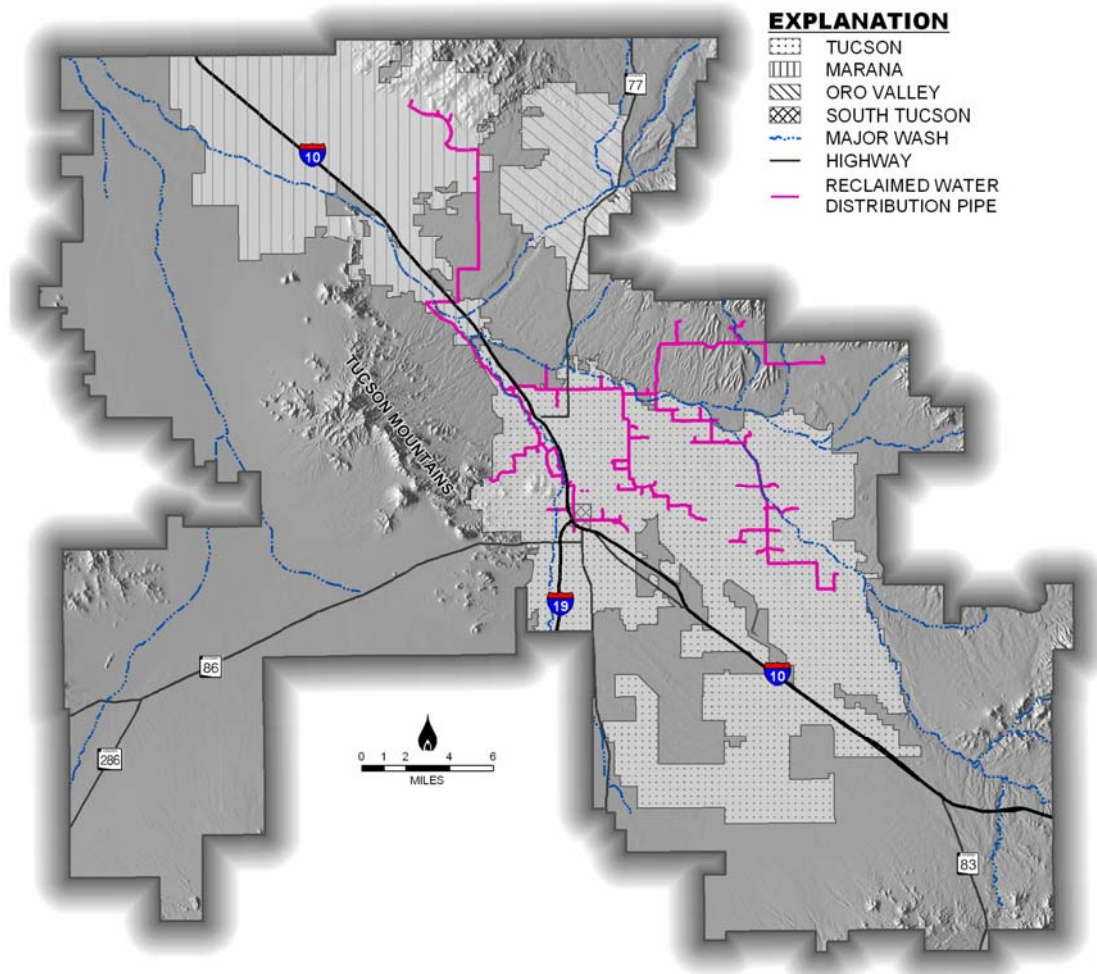 EXPLANATION
TUCSON
MARANA
ORO VALLEY
SOUTH TUCSON
MAJOR WASH
HIGHWAY
RECLAIMED WATER
DISTRIBUTION PIPE
77
10
TUCSON MOUNTAINS
19
86
10
286
0 1 2 4 6
MILES
83